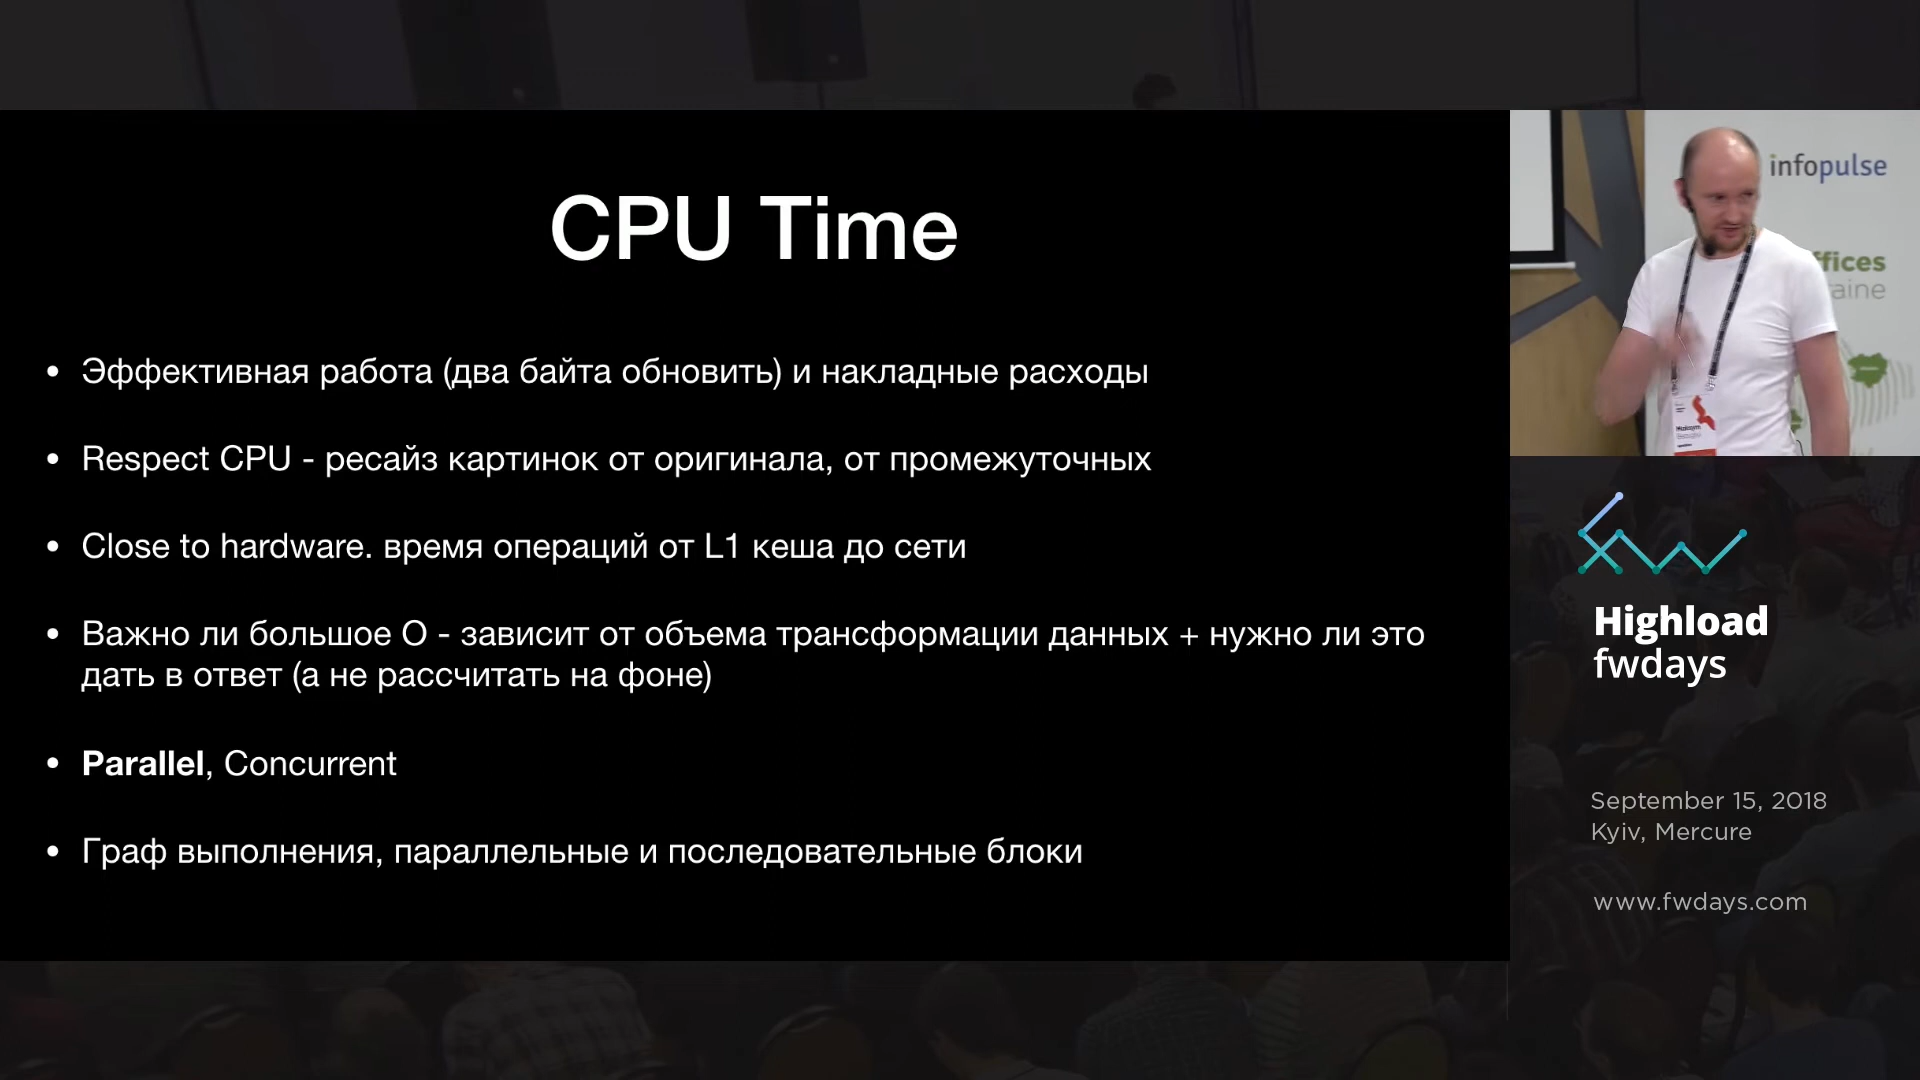 CPU Time
• Эффективная работа (два байта обновить) и накладные расходы
• Respect CPU - ресайз картинок от оригинала, от промежуточных
• Close to hardware. время операций от L1 кеша до сети
• Важно ли большое О - зависит от объема трансформации данных + нужно ли это
дать в ответ (а не рассчитать на фоне)
• Parallel, Concurrent
• Граф выполнения, параллельные и последовательные блоки
infopulse
ffices
aine
Maksym
Highload
fwdays
September 15, 2018
Kyiv, Mercure
www.fwdays.com